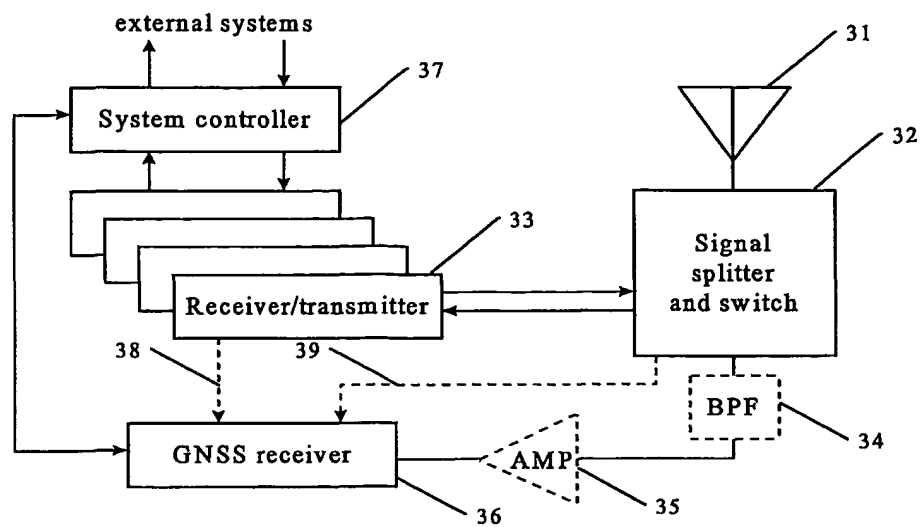 external systems
31
37
System controller
32
33
Signal
splitter
and switch
Receiver/transmitter
38
39
BPF
34
GNSS receiver
AMP
35
36